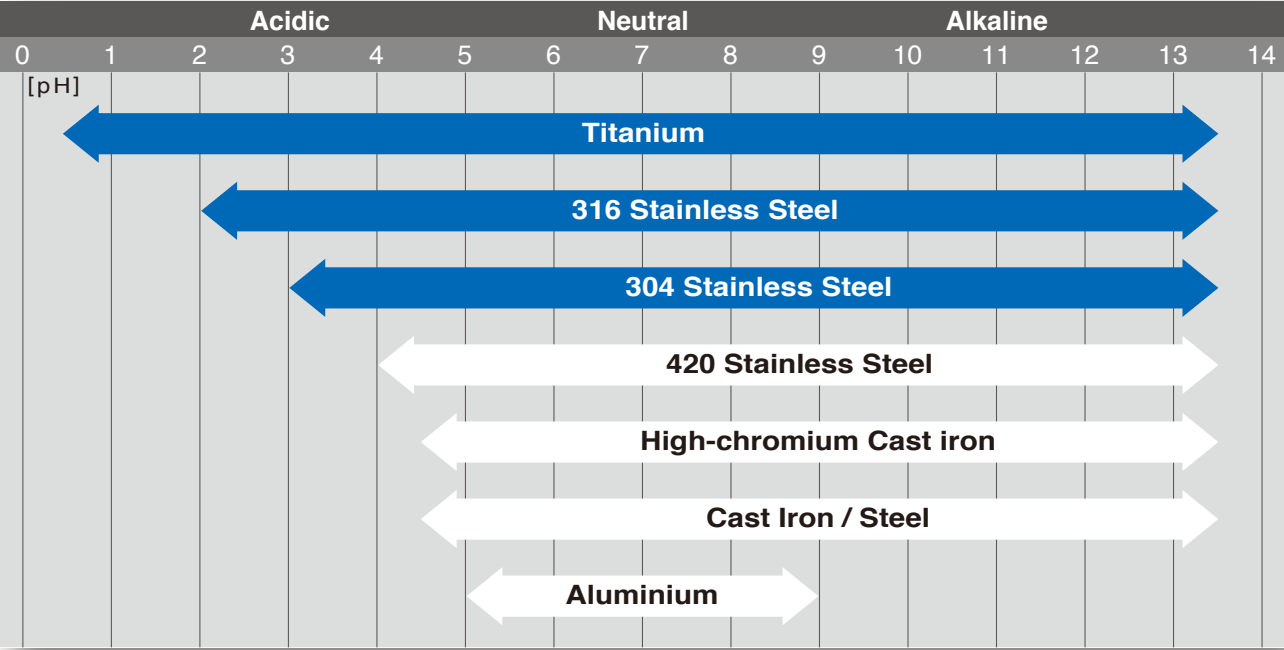 Acidic Neutral Alkaline
0 1 2 3 4 5 6 7 8 9 10 11 12 13 14
[pH]
Titanium
316 Stainless Steel
304 Stainless Steel
420 Stainless Steel
High-chromium Cast iron
Cast Iron / Steel
Aluminium